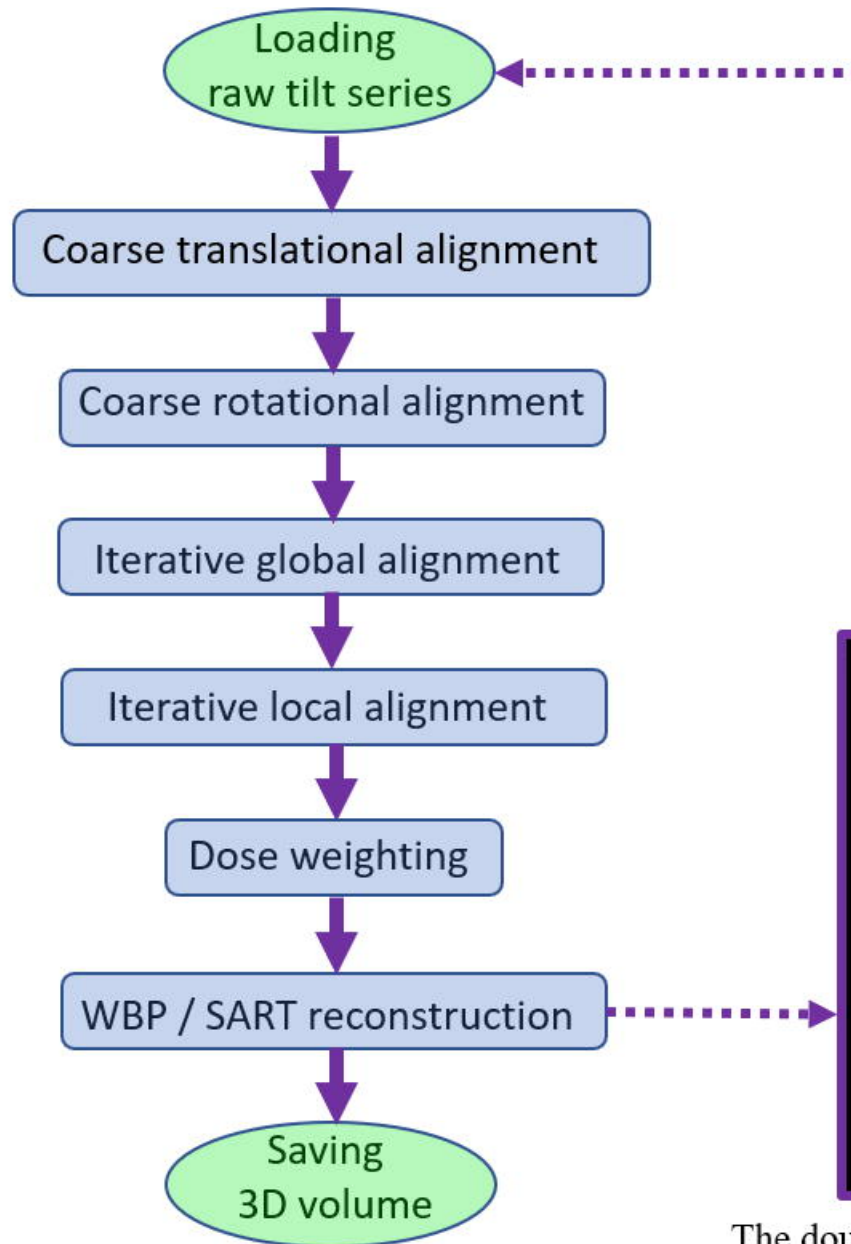 Loading
raw tilt series
Coarse translational alignment
Coarse rotational alignment
Iterative global alignment
Iterative local alignment
Dose weighting
WBP / SART reconstruction
Saving
3D volume
The